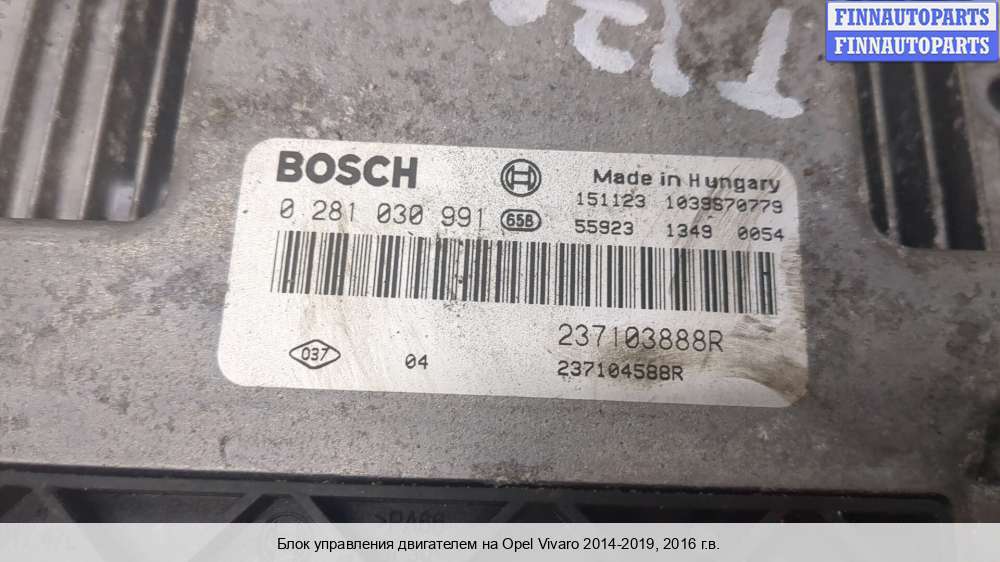 FINNAUTOPARTS
FINNAUTOPARTS
BOSCH
Made in Hungary
0 281 030 991 65B
151123 1039S70779
55923 1349 0054
237103888R
037 04
237104588R
Блок управления двигателем на Opel Vivaro 2014-2019, 2016 г.в.